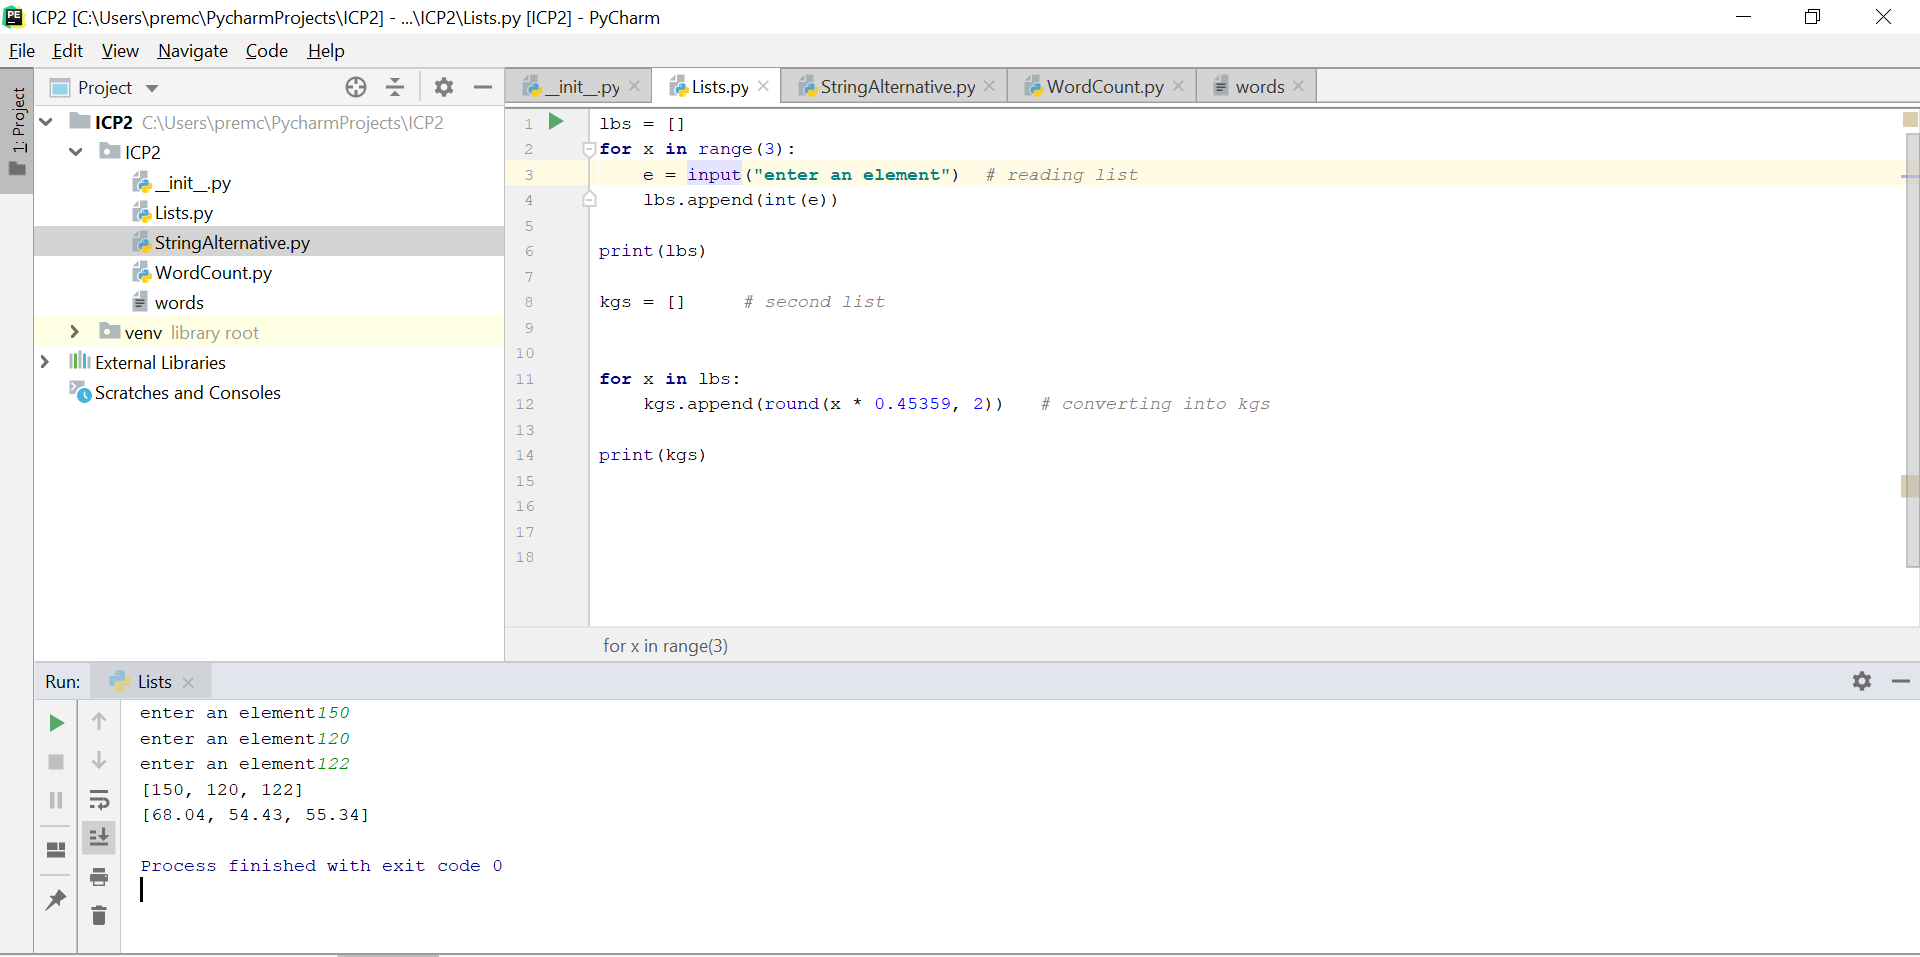 ICP2 [C:\Users\premc\PycharmProjects\ICP2] - ...\ICP2\Lists.py [ICP2] - PyCharm
File Edit View Navigate Code Help
1: Project
Project
__init__.py Lists.py StringAlternative.py WordCount.py words
ICP2 C:\Users\premc\PycharmProjects\ICP2
ICP2
__init__.py
Lists.py
StringAlternative.py
WordCount.py
words
venv library root
External Libraries
Scratches and Consoles
1 lbs = []
2 for x in range(3):
3     e = input("enter an element")  # reading list
4     lbs.append(int(e))
5
6 print(lbs)
7
8 kgs = []     # second list
9
10
11 for x in lbs:
12     kgs.append(round(x * 0.45359, 2))   # converting into kgs
13
14 print(kgs)
15
16
17
18
for x in range(3)
Run: Lists
enter an element150
enter an element120
enter an element122
[150, 120, 122]
[68.04, 54.43, 55.34]
Process finished with exit code 0